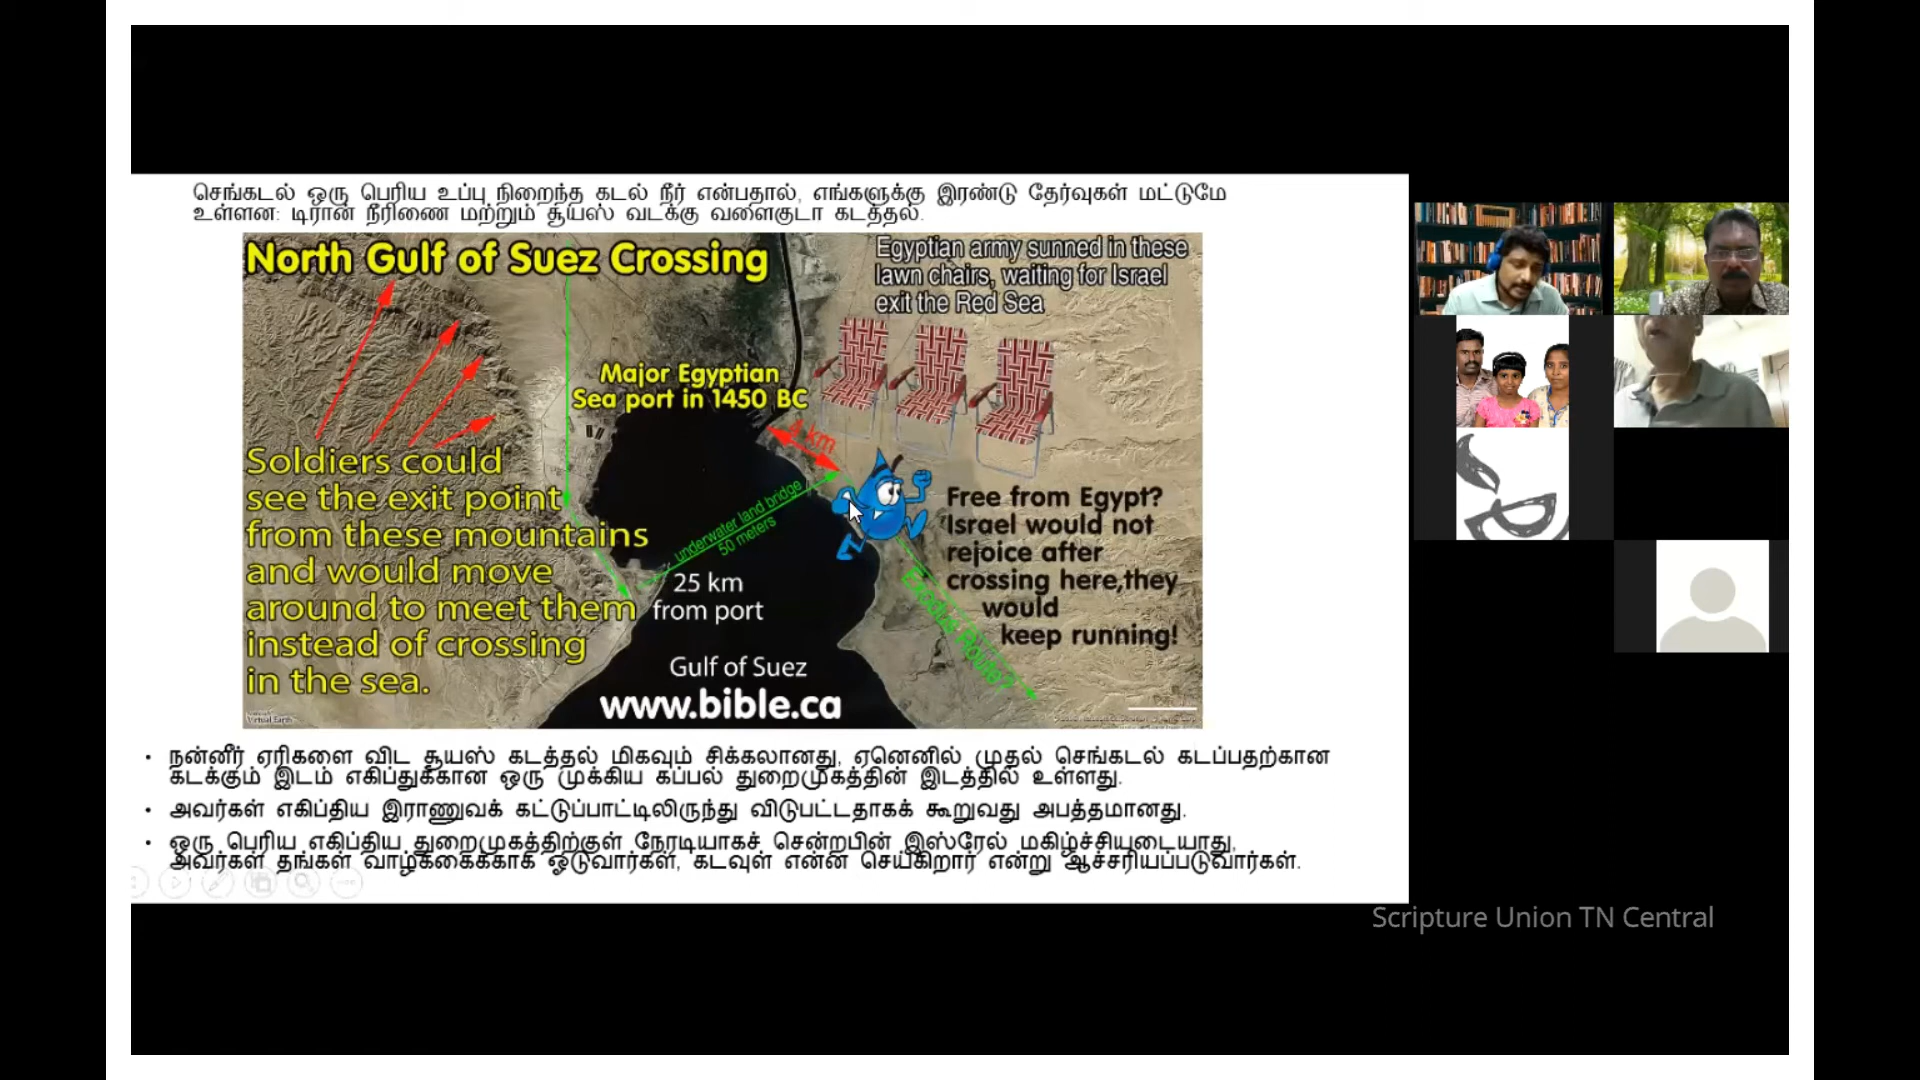 செங்கடல் ஒரு பெரிய உப்பு நிறைந்த கடல் நீர் என்பதால், எங்களுக்கு இரண்டு தேர்வுகள் மட்டுமே
உள்ளன: டிரான் நீரிணை மற்றும் சூயஸ் வடக்கு வளைகுடா கடத்தல்.
North Gulf of Suez Crossing
Egyptian army sunned in these
lawn chairs, waiting for Israel
exit the Red Sea
Major Egyptian
Sea port in 1450 BC
4 km
Soldiers could
see the exit point
from these mountains
and would move
around to meet them
instead of crossing
in the sea.
underwater land bridge
50 meters
25 km
from port
Free from Egypt?
Israel would not
rejoice after
crossing here,they
would
keep running!
Exodus Route?
Gulf of Suez
www.bible.ca
Virtual Earth
• நன்னீர் ஏரிகளை விட சூயஸ் கடத்தல் மிகவும் சிக்கலானது, ஏனெனில் முதல் செங்கடல் கடப்பதற்கான
கடக்கும் இடம் எகிப்துக்கான ஒரு முக்கிய கப்பல் துறைமுகத்தின் இடத்தில் உள்ளது.
• அவர்கள் எகிப்திய இராணுவக் கட்டுப்பாட்டிலிருந்து விடுபட்டதாகக் கூறுவது அபத்தமானது.
• ஒரு பெரிய எகிப்திய துறைமுகத்திற்குள் நேரடியாகச் சென்றபின் இஸ்ரேல் மகிழ்ச்சியுடையாது,
அவர்கள் தங்கள் வாழ்க்கைக்காக ஓடுவார்கள், கடவுள் என்ன செய்கிறார் என்று ஆச்சரியப்படுவார்கள்.
Scripture Union TN Central